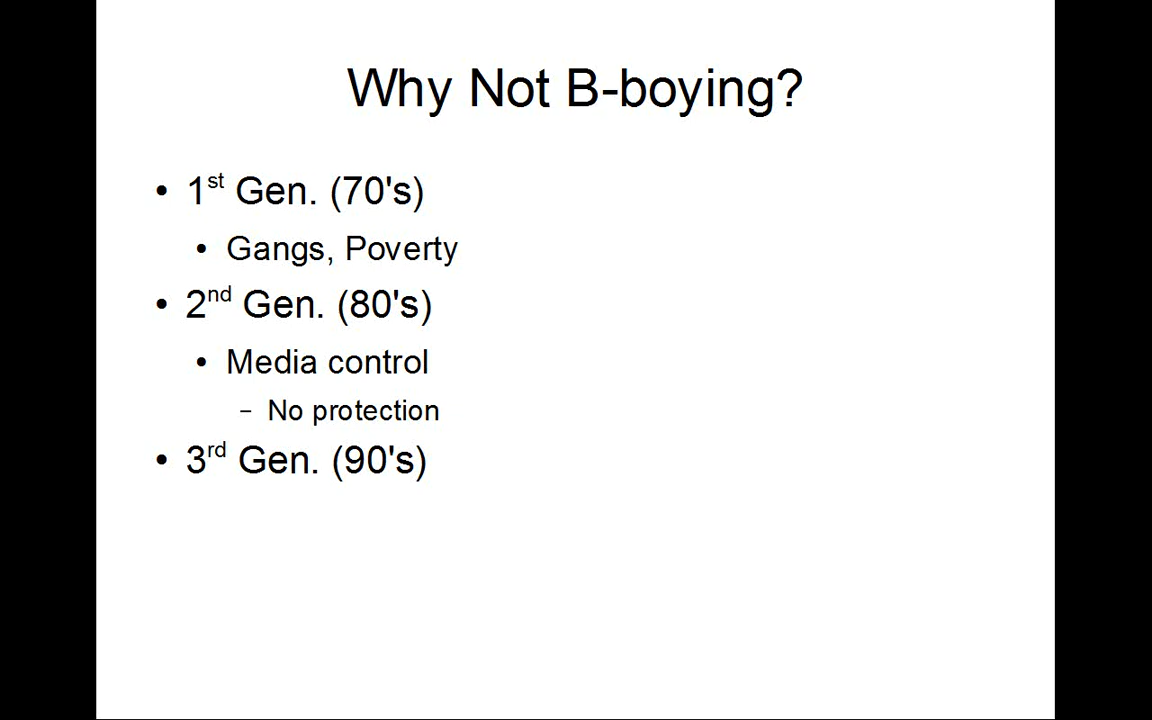 Why Not B-boying?
• 1st Gen. (70's)
• Gangs, Poverty
• 2nd Gen. (80's)
• Media control
– No protection
• 3rd Gen. (90's)